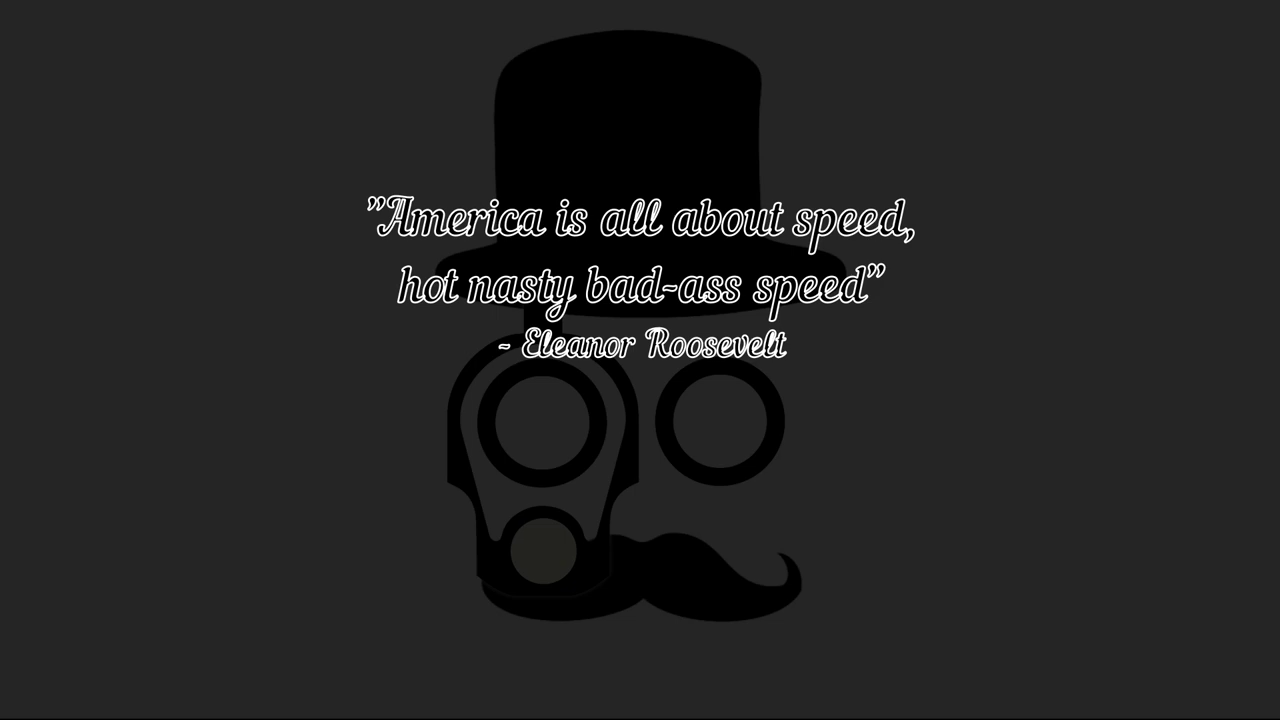 "America is all about speed,
hot nasty bad-ass speed"
~ Eleanor Roosevelt